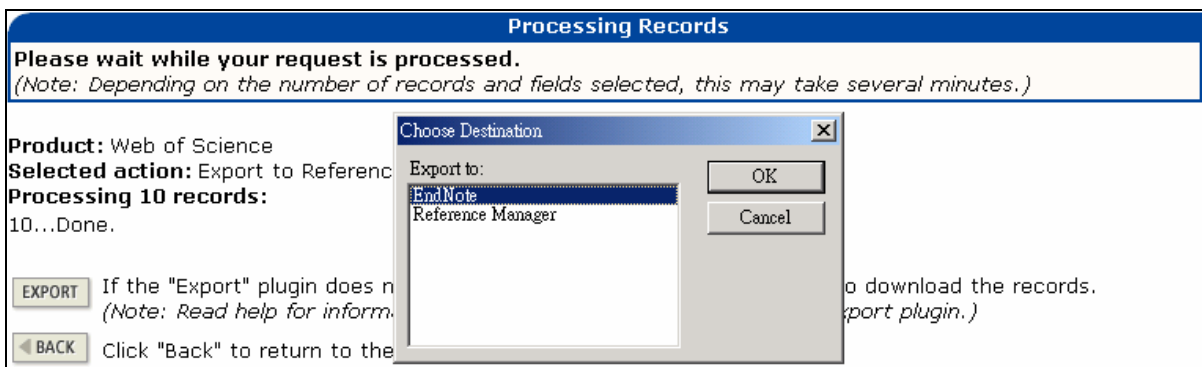 Processing Records
Please wait while your request is processed.
(Note: Depending on the number of records and fields selected, this may take several minutes.)
Product: Web of Science
Selected action: Export to Referenc
Processing 10 records:
10...Done.
Choose Destination
Export to:
EndNote
Reference Manager
OK
Cancel
EXPORT
If the "Export" plugin does n
o download the records.
(Note: Read help for inform
port plugin.)
BACK
Click "Back" to return to the